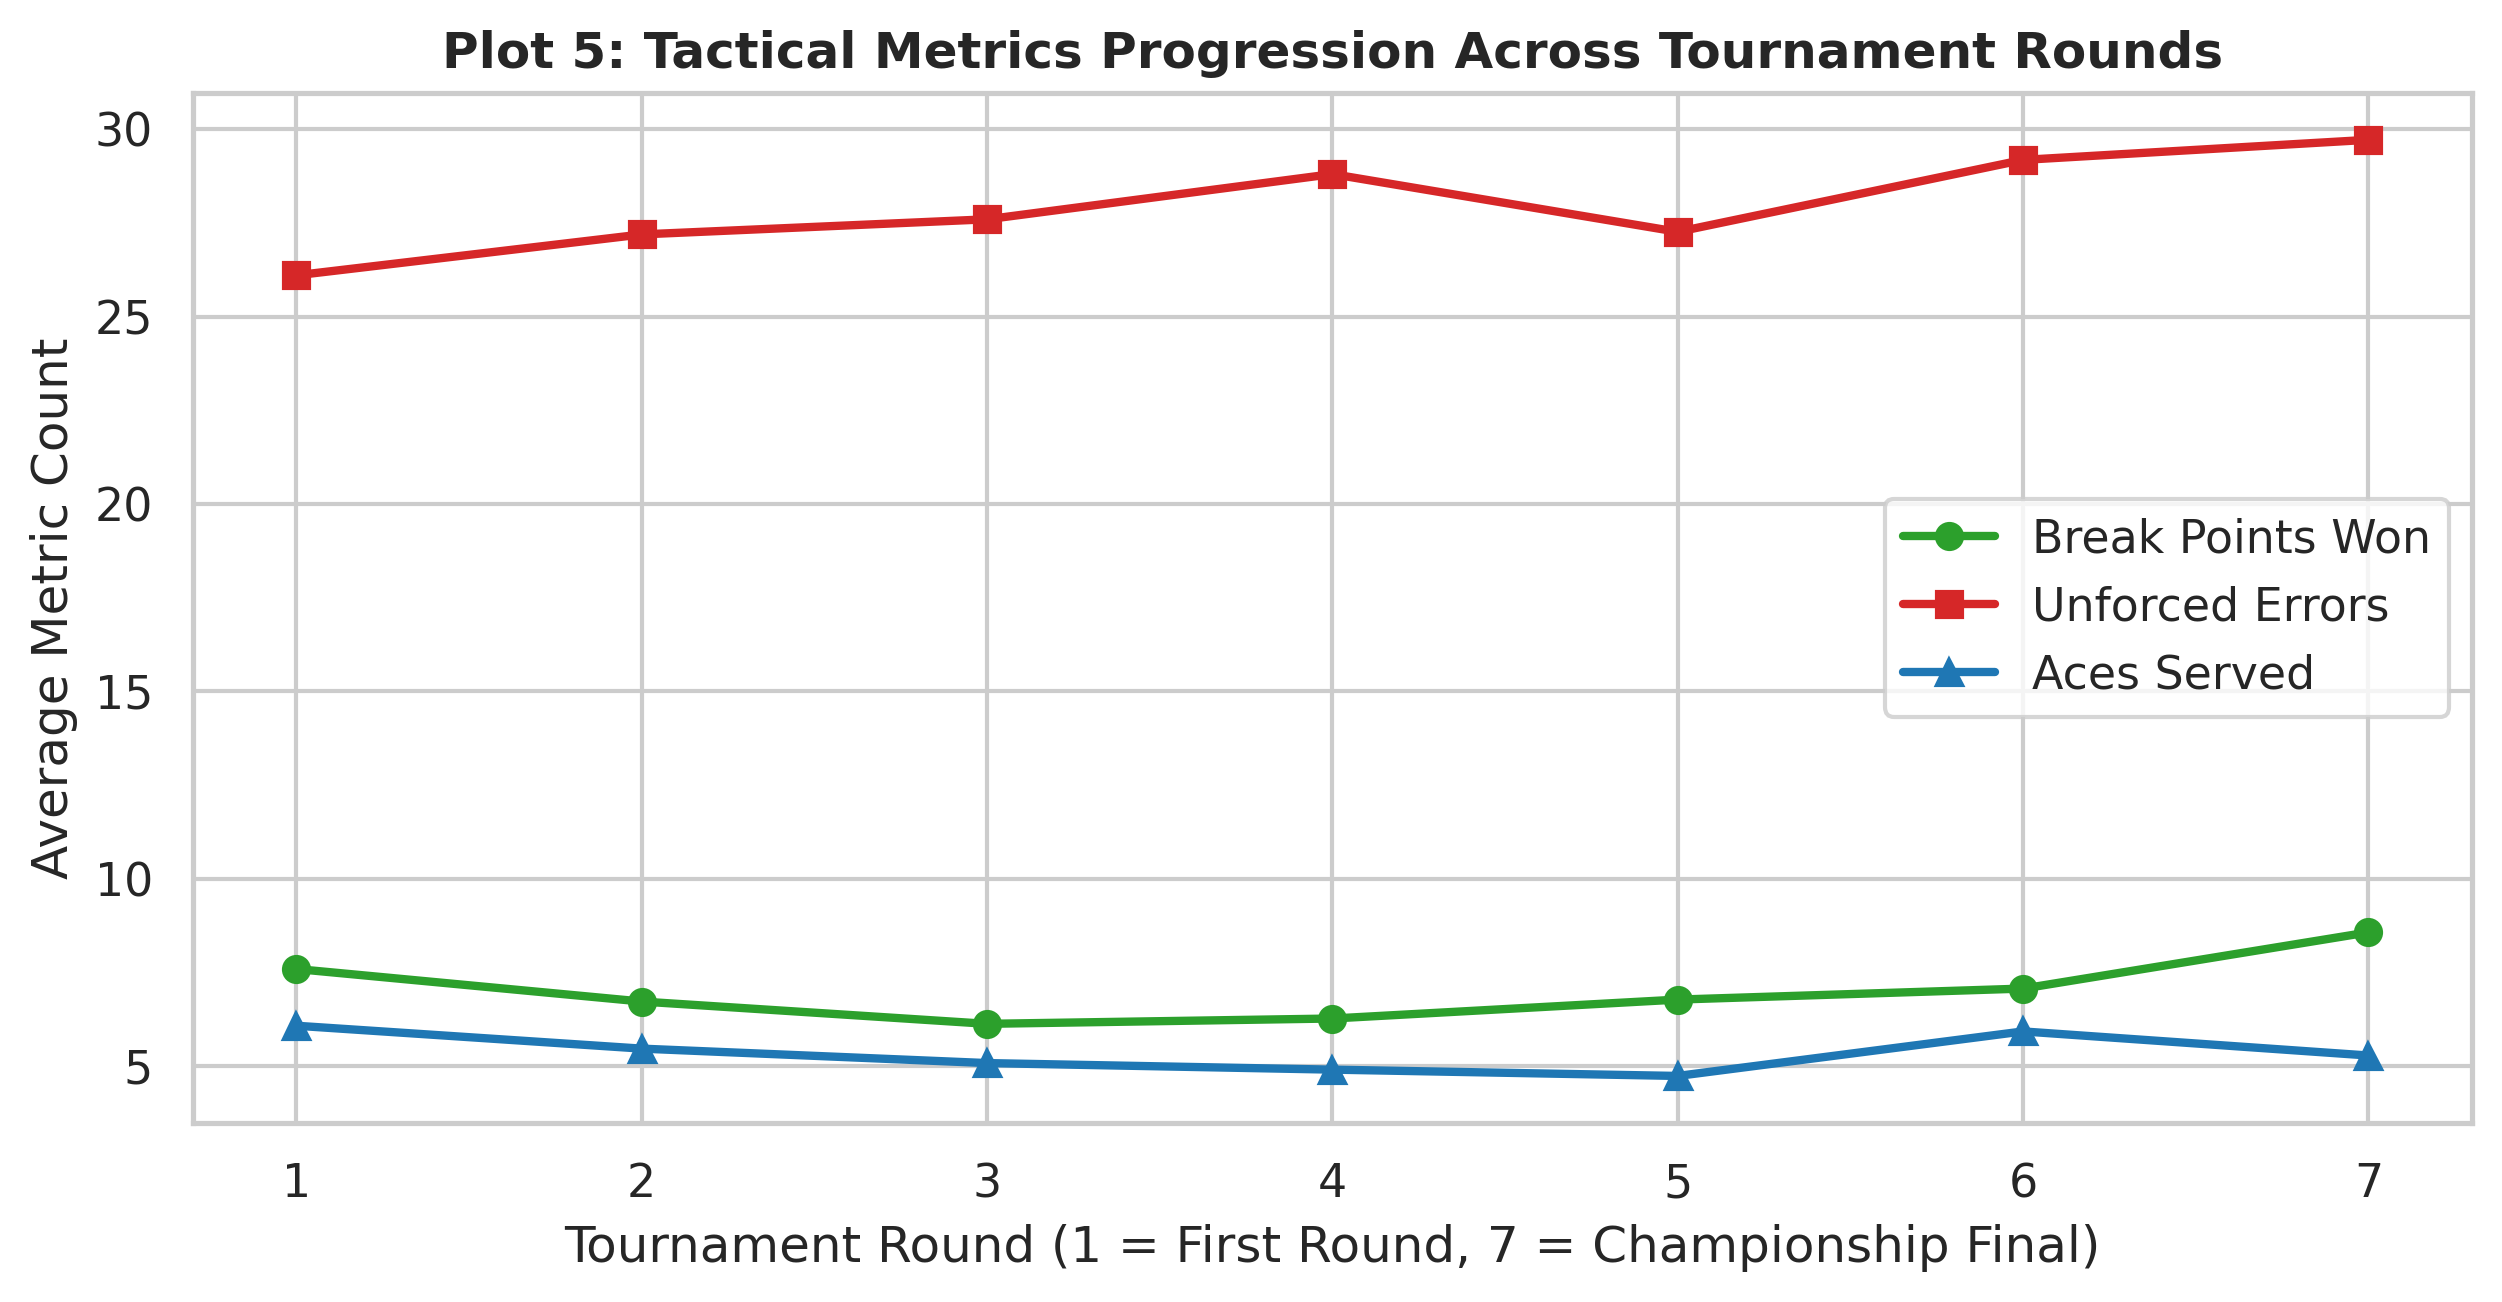 Plot 5: Tactical Metrics Progression Across Tournament Rounds
Average Metric Count
30
25
20
15
10
5
Break Points Won
Unforced Errors
Aces Served
1 2 3 4 5 6 7
Tournament Round (1 = First Round, 7 = Championship Final)